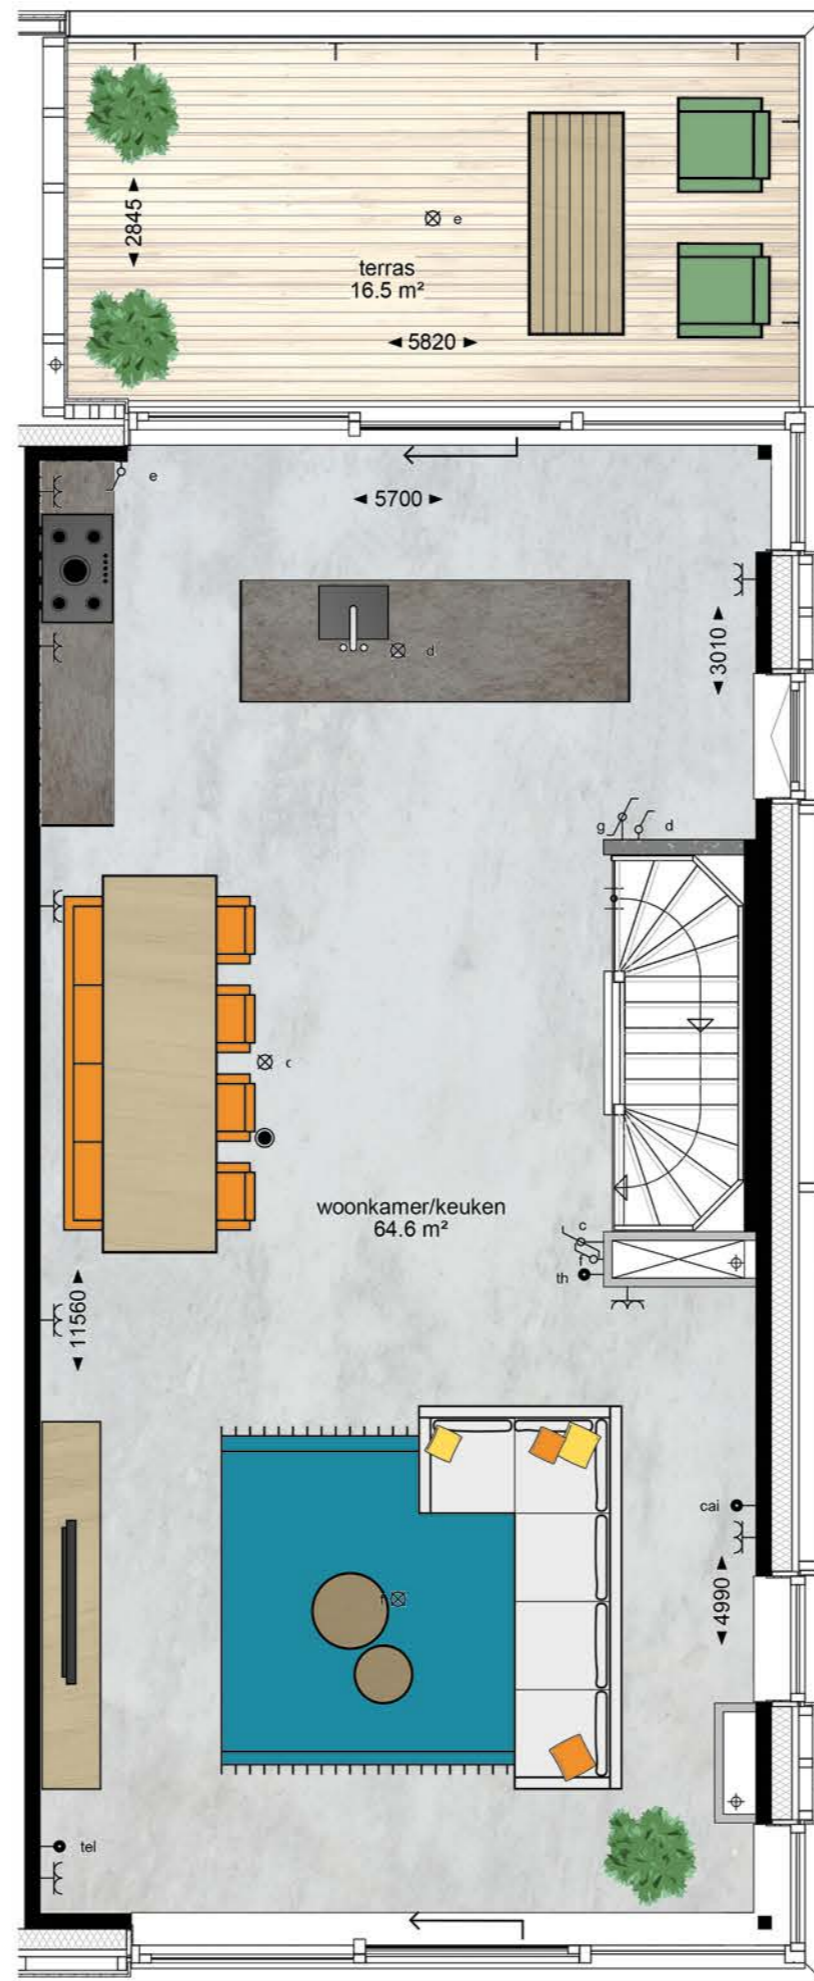 2845
e
terras
16.5 m²
5820
e
5700
3010
d
g
d
c
woonkamer/keuken
64.6 m²
c
f
th
11560
cai
4990
f
tel